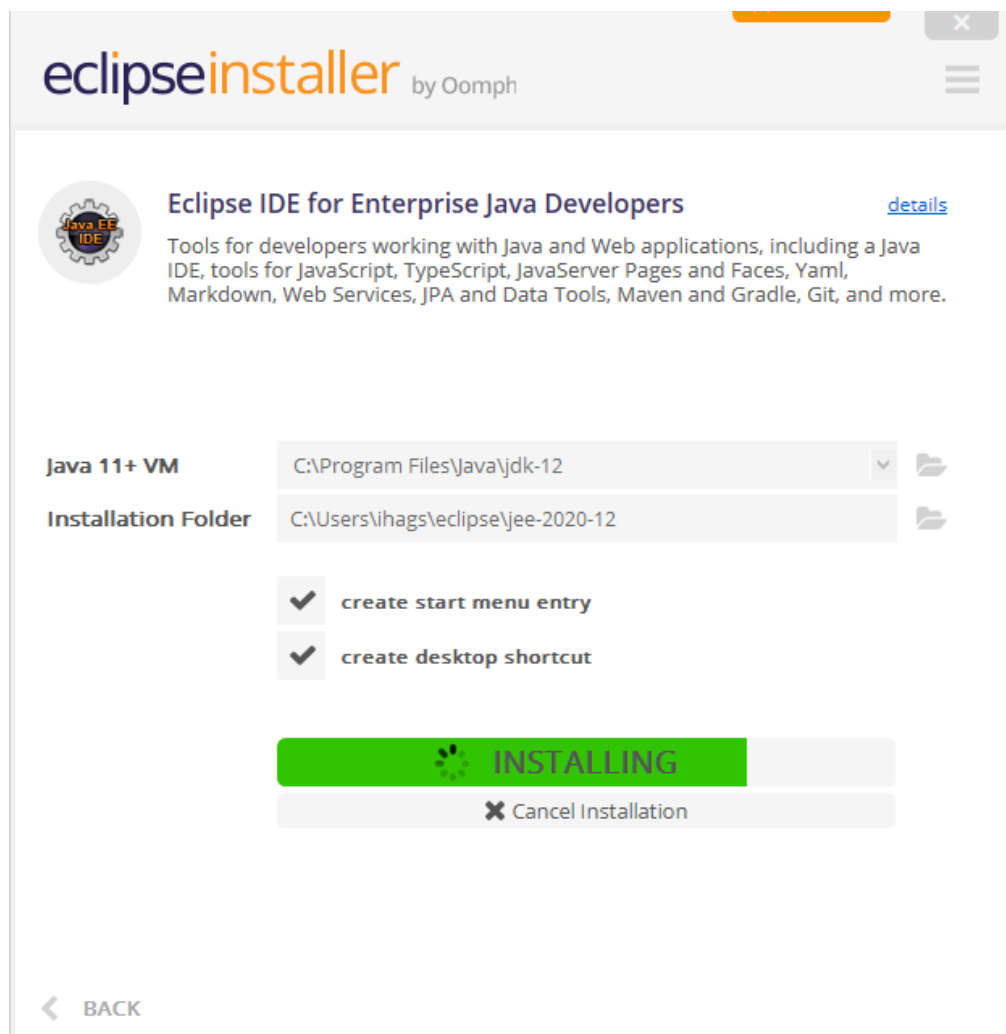 eclipseinstaller by Oomph
Java EE
IDE
Eclipse IDE for Enterprise Java Developers
details
Tools for developers working with Java and Web applications, including a Java
IDE, tools for JavaScript, TypeScript, JavaServer Pages and Faces, Yaml,
Markdown, Web Services, JPA and Data Tools, Maven and Gradle, Git, and more.
Java 11+ VM
C:\Program Files\Java\jdk-12
Installation Folder
C:\Users\ihags\eclipse\jee-2020-12
create start menu entry
create desktop shortcut
INSTALLING
Cancel Installation
BACK